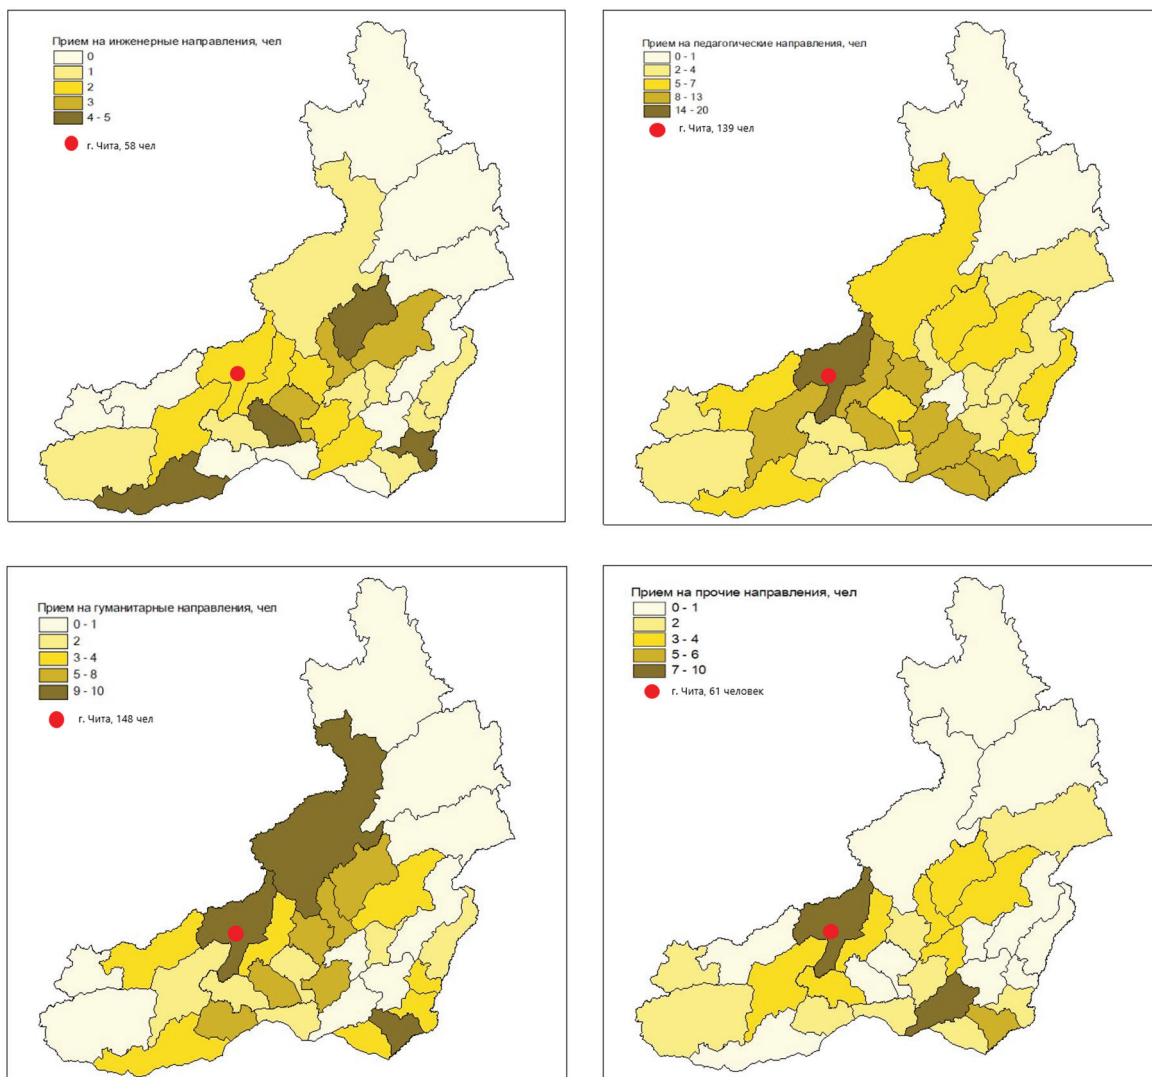 Прием на инженерные направления, чел
0
1
2
3
4 - 5
г. Чита, 58 чел
Прием на педагогические направления, чел
0 - 1
2 - 4
5 - 7
8 - 13
14 - 20
г. Чита, 139 чел
Прием на гуманитарные направления, чел
0 - 1
2
3 - 4
5 - 8
9 - 10
г. Чита, 148 чел
Прием на прочие направления, чел
0 - 1
2
3 - 4
5 - 6
7 - 10
г. Чита, 61 человек